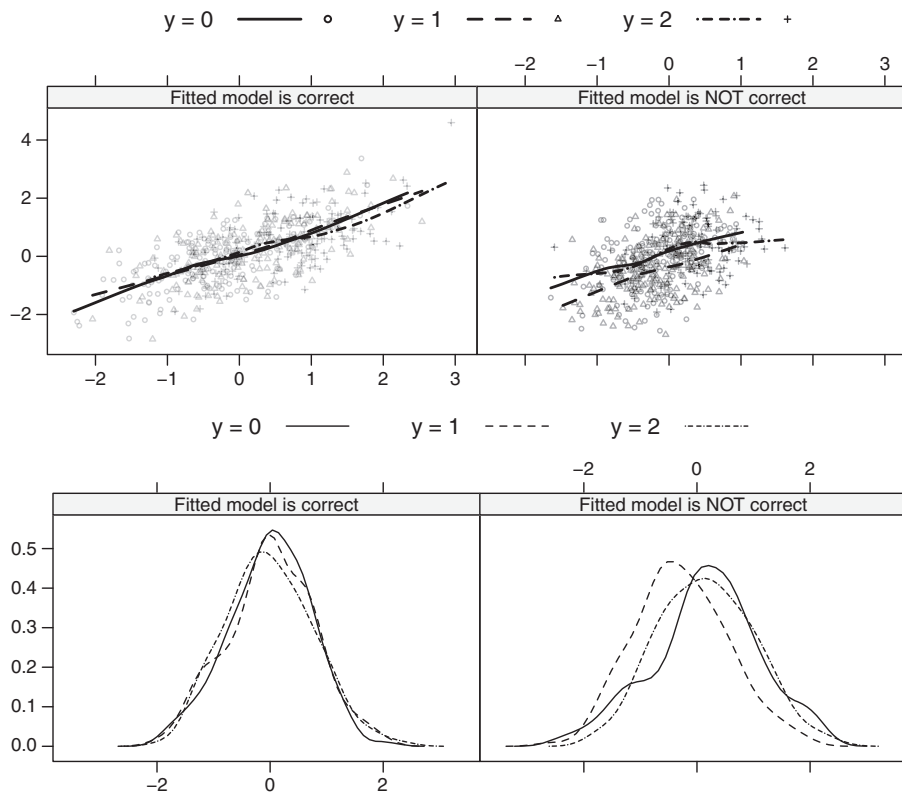 y = 0 y = 1 y = 2
−2 −1 0 1 2 3
Fitted model is correct Fitted model is NOT correct
4
2
0
−2
−2 −1 0 1 2 3
y = 0 y = 1 y = 2
−2 0 2
Fitted model is correct Fitted model is NOT correct
0.5
0.4
0.3
0.2
0.1
0.0
−2 0 2